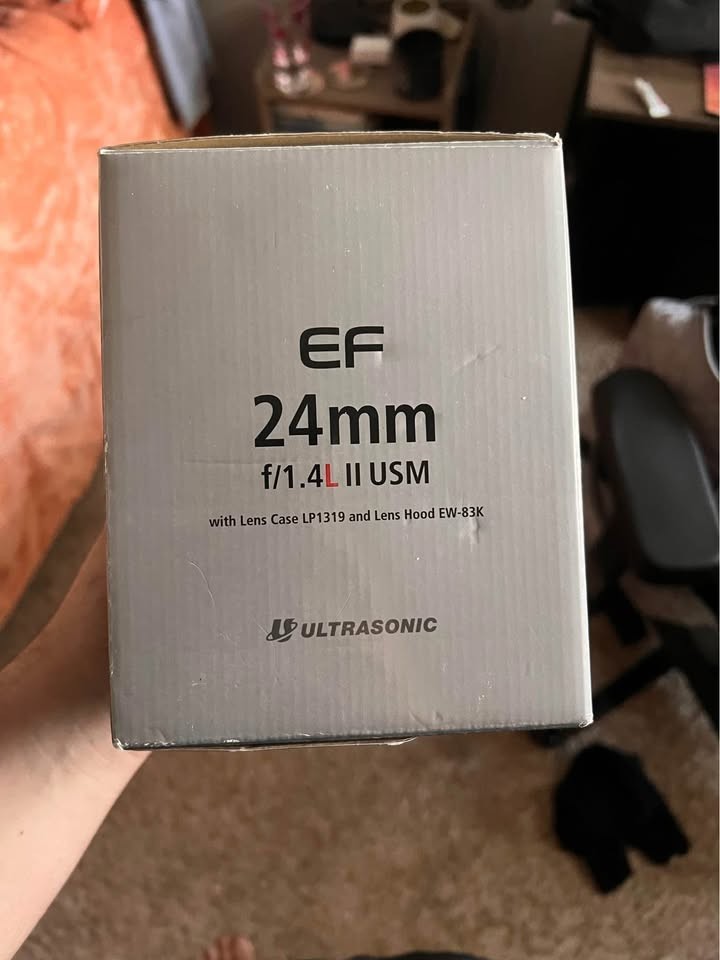 EF
24mm
f/1.4L II USM
with Lens Case LP1319 and Lens Hood EW-83K
ULTRASONIC